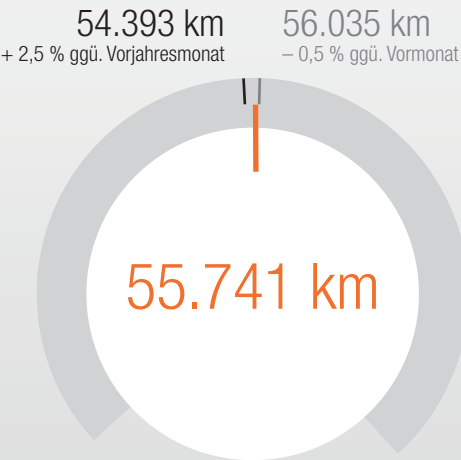 54.393 km
+ 2,5 % ggü. Vorjahresmonat
56.035 km
– 0,5 % ggü. Vormonat
55.741 km